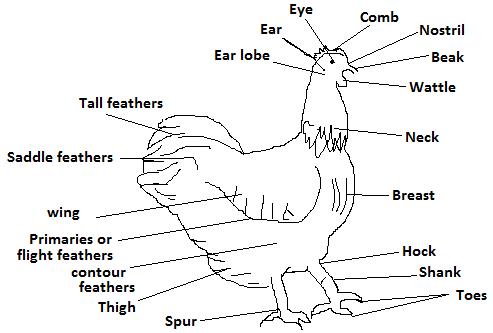 Eye
Comb
Ear
Nostril
Ear lobe
Beak
Wattle
Tall feathers
Neck
Saddle feathers
Breast
wing
Primaries or
flight feathers
contour
feathers
Hock
Shank
Thigh
Toes
Spur